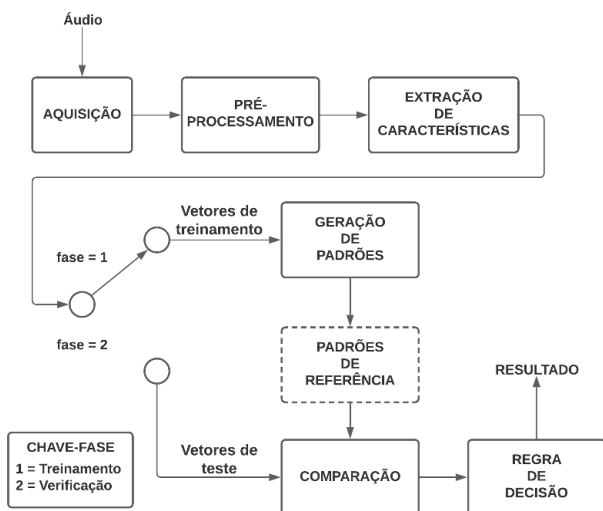 Áudio
AQUISIÇÃO
PRÉ-
PROCESSAMENTO
EXTRAÇÃO
DE
CARACTERÍSTICAS
Vetores de
treinamento
GERAÇÃO
DE
PADRÕES
fase = 1
fase = 2
PADRÕES
DE
REFERÊNCIA
RESULTADO
CHAVE-FASE
1 = Treinamento
2 = Verificação
Vetores de
teste
COMPARAÇÃO
REGRA
DE
DECISÃO